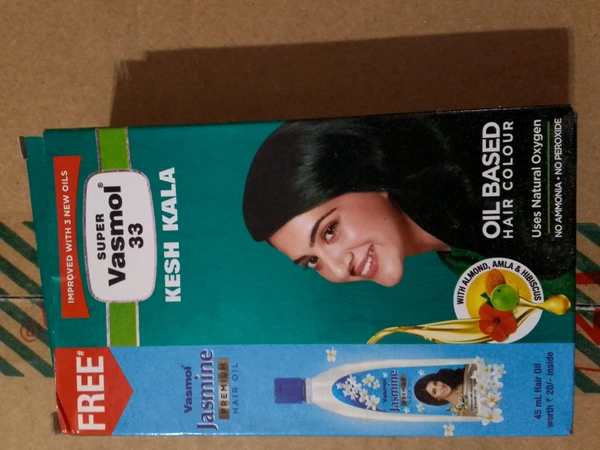 IMPROVED WITH 3 NEW OILS
SUPER
Vasmol®
33
KESH KALA
OIL BASED
HAIR COLOUR
Uses Natural Oxygen
NO AMMONIA • NO PEROXIDE
WITH ALMOND, AMLA & HIBISCUS
FREE#
Vasmol®
Jasmine
PREMIUM
HAIR OIL
Vasmol
Jasmine
45 mL Hair Oil
worth ₹ 20/- inside